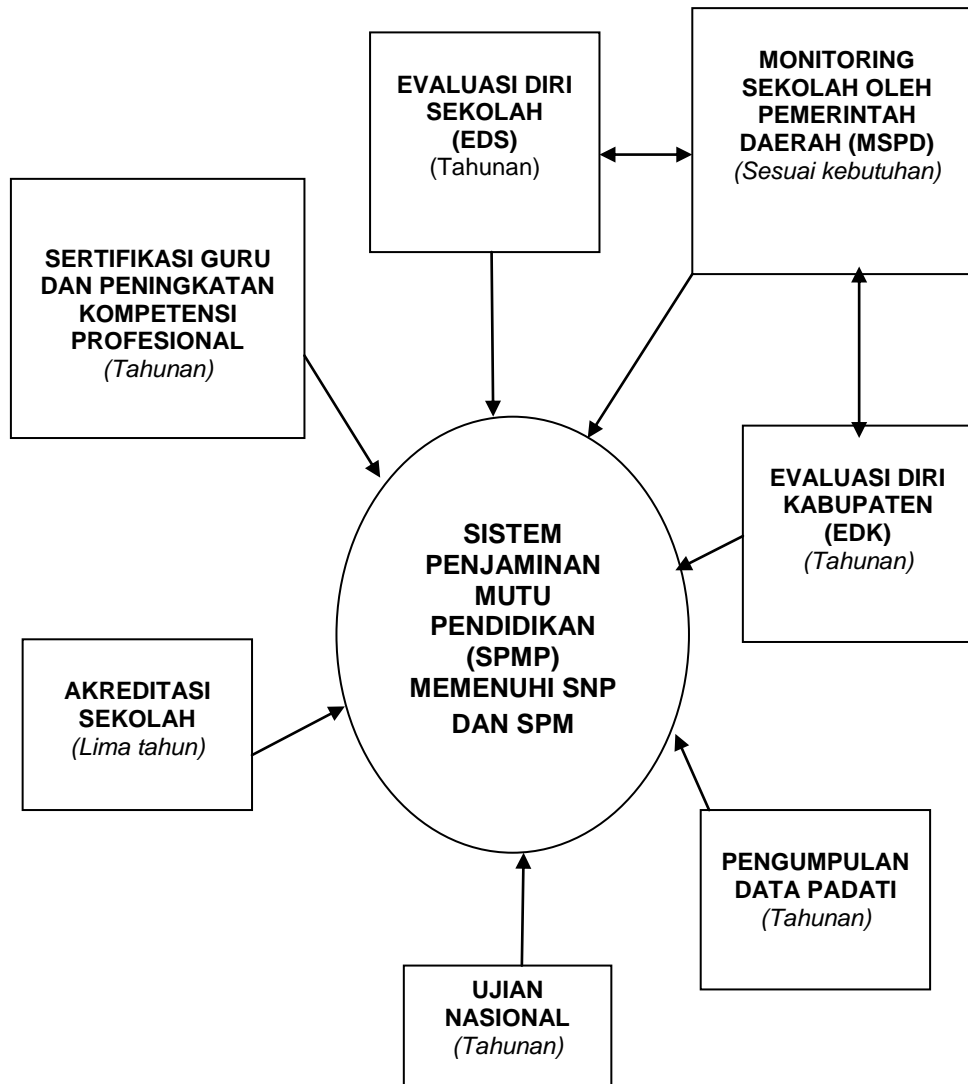 EVALUASI DIRI
SEKOLAH
(EDS)
(Tahunan)
MONITORING
SEKOLAH OLEH
PEMERINTAH
DAERAH (MSPD)
(Sesuai kebutuhan)
SERTIFIKASI GURU
DAN PENINGKATAN
KOMPETENSI
PROFESIONAL
(Tahunan)
EVALUASI DIRI
KABUPATEN
(EDK)
(Tahunan)
SISTEM
PENJAMINAN
MUTU
PENDIDIKAN
(SPMP)
MEMENUHI SNP
DAN SPM
AKREDITASI
SEKOLAH
(Lima tahun)
PENGUMPULAN
DATA PADATI
(Tahunan)
UJIAN
NASIONAL
(Tahunan)